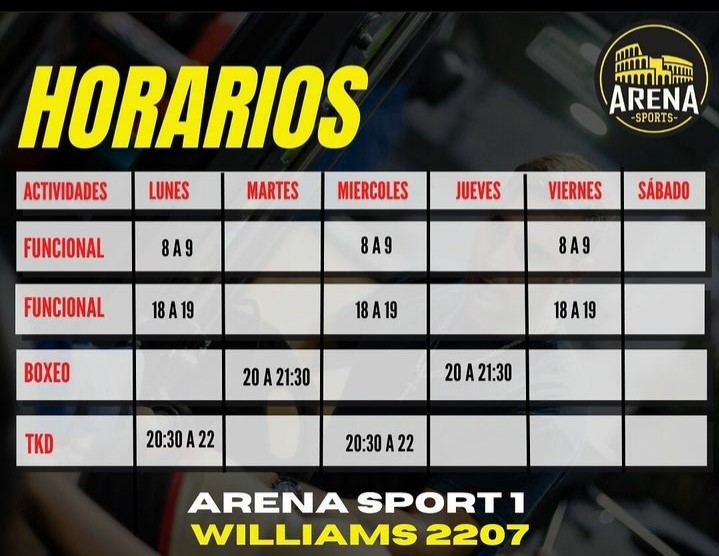 HORARIOS
ARENA
-SPORTS-
ACTIVIDADES LUNES MARTES MIERCOLES JUEVES VIERNES SÁBADO
FUNCIONAL 8 A 9 8 A 9 8 A 9
FUNCIONAL 18 A 19 18 A 19 18 A 19
BOXEO 20 A 21:30 20 A 21:30
TKD 20:30 A 22 20:30 A 22
ARENA SPORT 1
WILLIAMS 2207